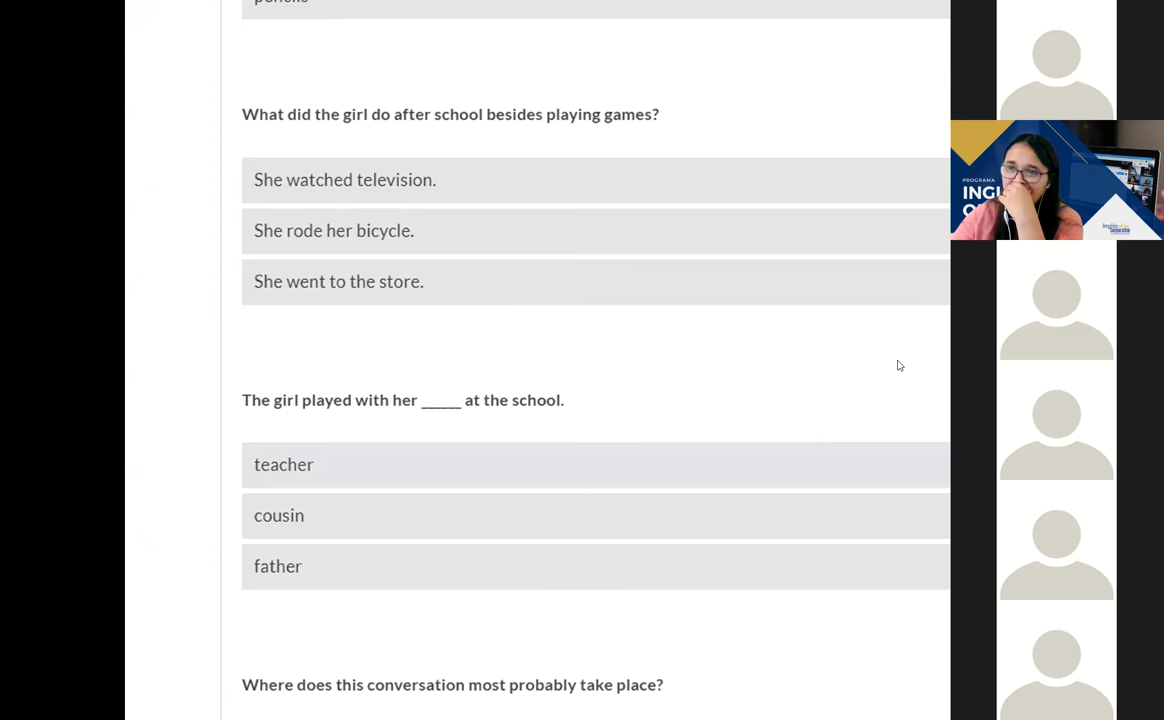 What did the girl do after school besides playing games?
She watched television.
She rode her bicycle.
She went to the store.
The girl played with her ______ at the school.
teacher
cousin
father
Where does this conversation most probably take place?
PROGRAMA